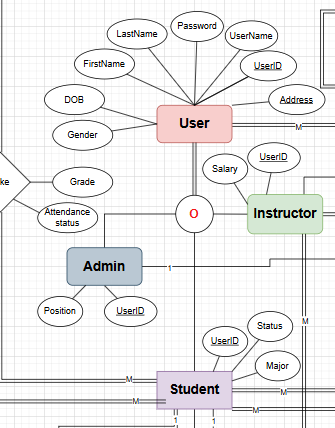 LastName
Password
UserName
FirstName
UserID
DOB
Address
User
M
Gender
Salary
UserID
ke
Grade
Attendance
status
O
Instructor
Admin
1
Position
UserID
M
Status
UserID
Major
M
Student
M
M
M
1
1